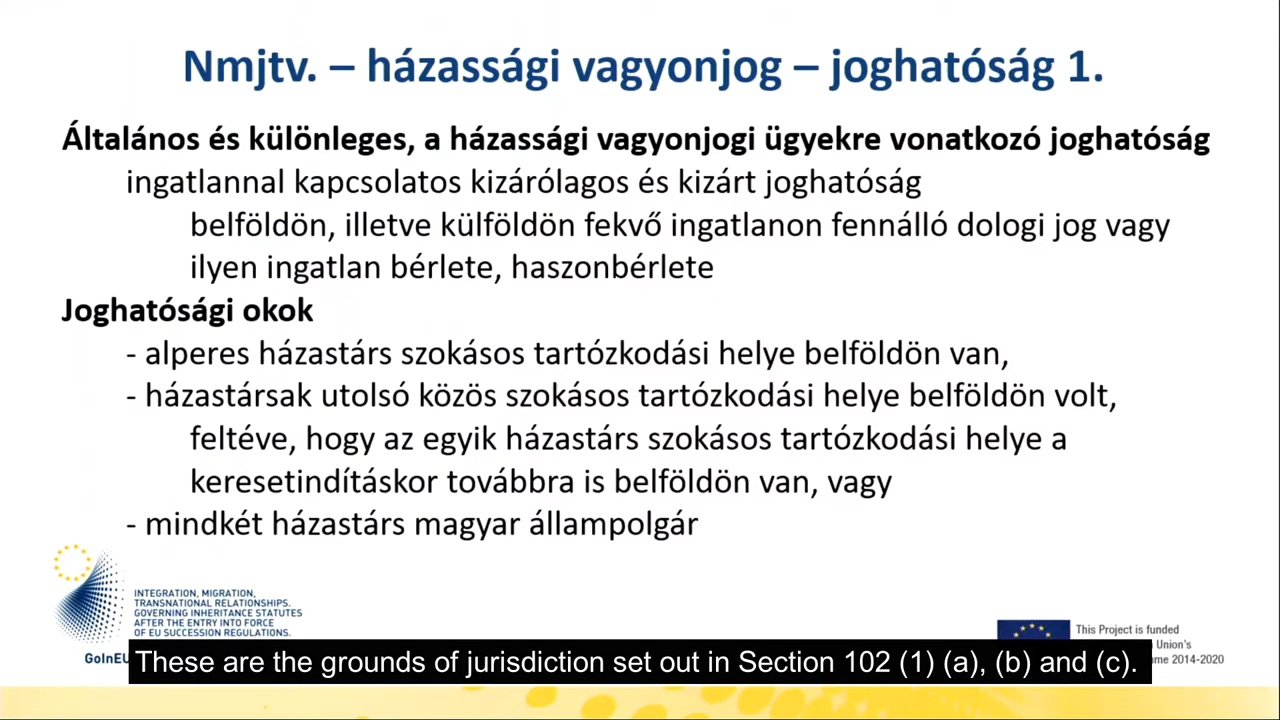 Nmjtv. – házassági vagyonjog – joghatóság 1.
Általános és különleges, a házassági vagyonjogi ügyekre vonatkozó joghatóság
ingatlannal kapcsolatos kizárólagos és kizárt joghatóság
belföldön, illetve külföldön fekvő ingatlanon fennálló dologi jog vagy
ilyen ingatlan bérlete, haszonbérlete
Joghatósági okok
- alperes házastárs szokásos tartózkodási helye belföldön van,
- házastársak utolsó közös szokásos tartózkodási helye belföldön volt,
feltéve, hogy az egyik házastárs szokásos tartózkodási helye a
keresetindításkor továbbra is belföldön van, vagy
- mindkét házastárs magyar állampolgár
INTEGRATION, MIGRATION,
TRANSNATIONAL RELATIONSHIPS.
GOVERNING INHERITANCE STATUTES
AFTER THE ENTRY INTO FORCE
OF EU SUCCESSION REGULATIONS.
GoInEU
This Project is funded
Union's
2014-2020
These are the grounds of jurisdiction set out in Section 102 (1) (a), (b) and (c).